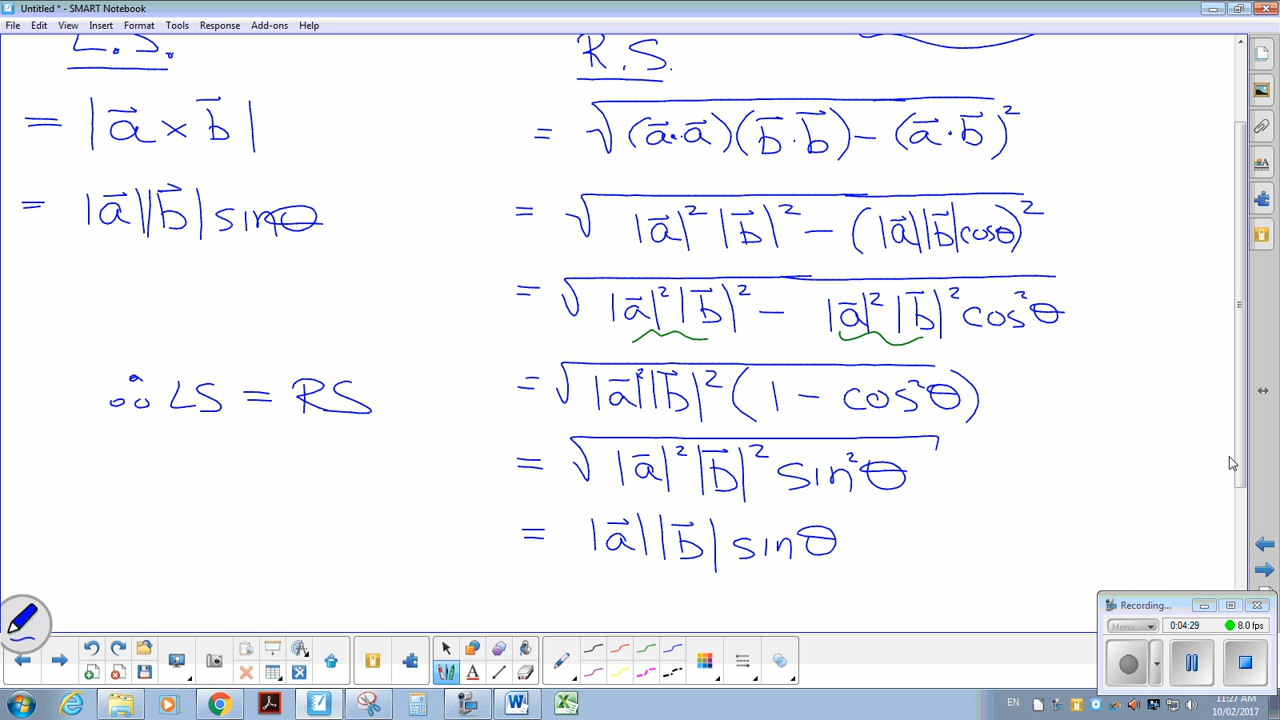 Untitled * - SMART Notebook
File Edit View Insert Format Tools Response Add-ons Help
L.S.
= |a⃗ × b⃗|
= |a⃗||b⃗| sinθ
∴ LS = RS
R.S.
= √((a⃗·a⃗)(b⃗·b⃗) − (a⃗·b⃗)²)
= √(|a⃗|²|b⃗|² − (|a⃗||b⃗|cosθ)²)
= √(|a⃗|²|b⃗|² − |a⃗|²|b⃗|²cos²θ)
= √(|a⃗|²|b⃗|²(1 − cos²θ))
= √(|a⃗|²|b⃗|² sin²θ)
= |a⃗||b⃗| sinθ
Recording...
Menu 0:04:29 8.0 fps
EN
11:27 AM
10/02/2017